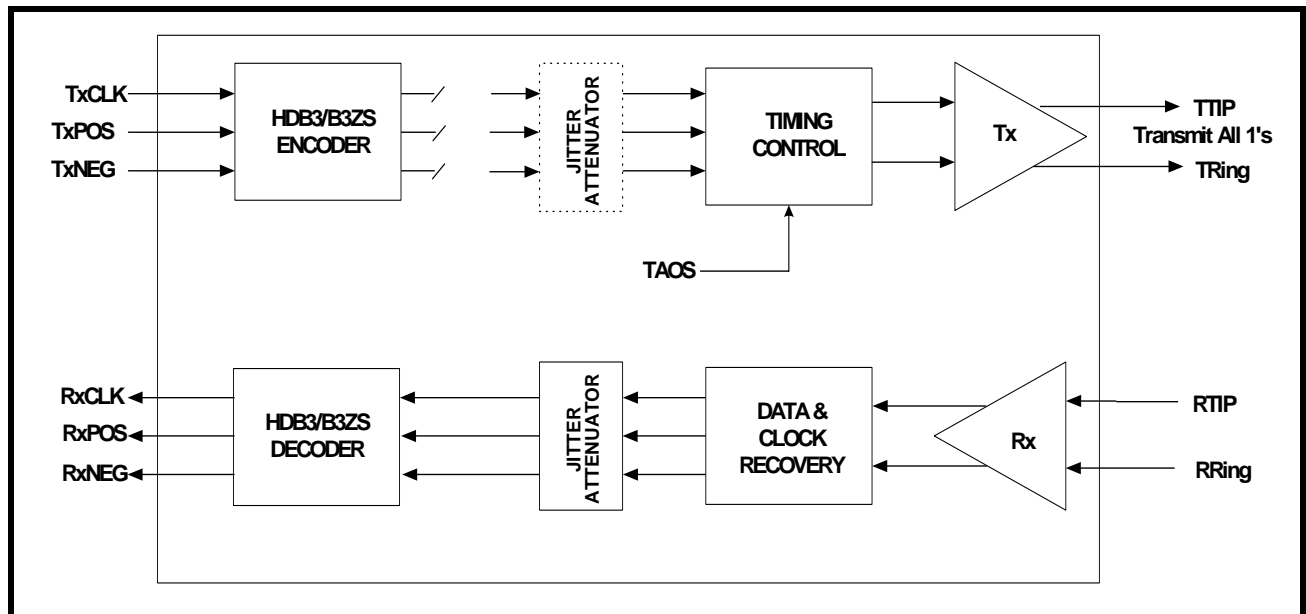 TxCLK
TxPOS
TxNEG
HDB3/B3ZS
ENCODER
JITTER
ATTENUATOR
TIMING
CONTROL
Tx
TTIP
Transmit All 1's
TRing
TAOS
RxCLK
RxPOS
RxNEG
HDB3/B3ZS
DECODER
JITTER
ATTENUATOR
DATA &
CLOCK
RECOVERY
Rx
RTIP
RRing